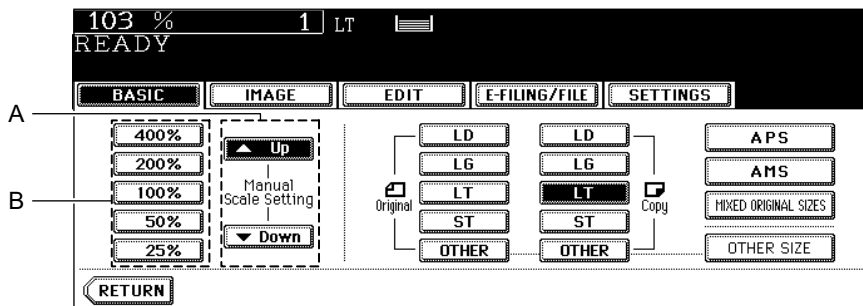 103 % 1 LT
READY
BASIC IMAGE EDIT E-FILING/FILE SETTINGS
A
B
400%
200%
100%
50%
25%
Up
Manual
Scale Setting
Down
Original
LD
LG
LT
ST
OTHER
LD
LG
LT
ST
OTHER
Copy
APS
AMS
MIXED ORIGINAL SIZES
OTHER SIZE
RETURN